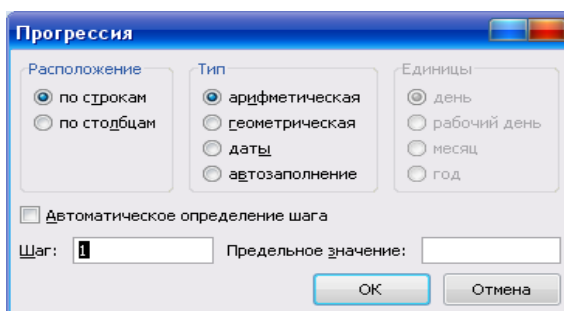 Прогрессия
Расположение
по строкам
по столбцам
Тип
арифметическая
геометрическая
даты
автозаполнение
Единицы
день
рабочий день
месяц
год
Автоматическое определение шага
Шаг: 1 Предельное значение:
ОК Отмена